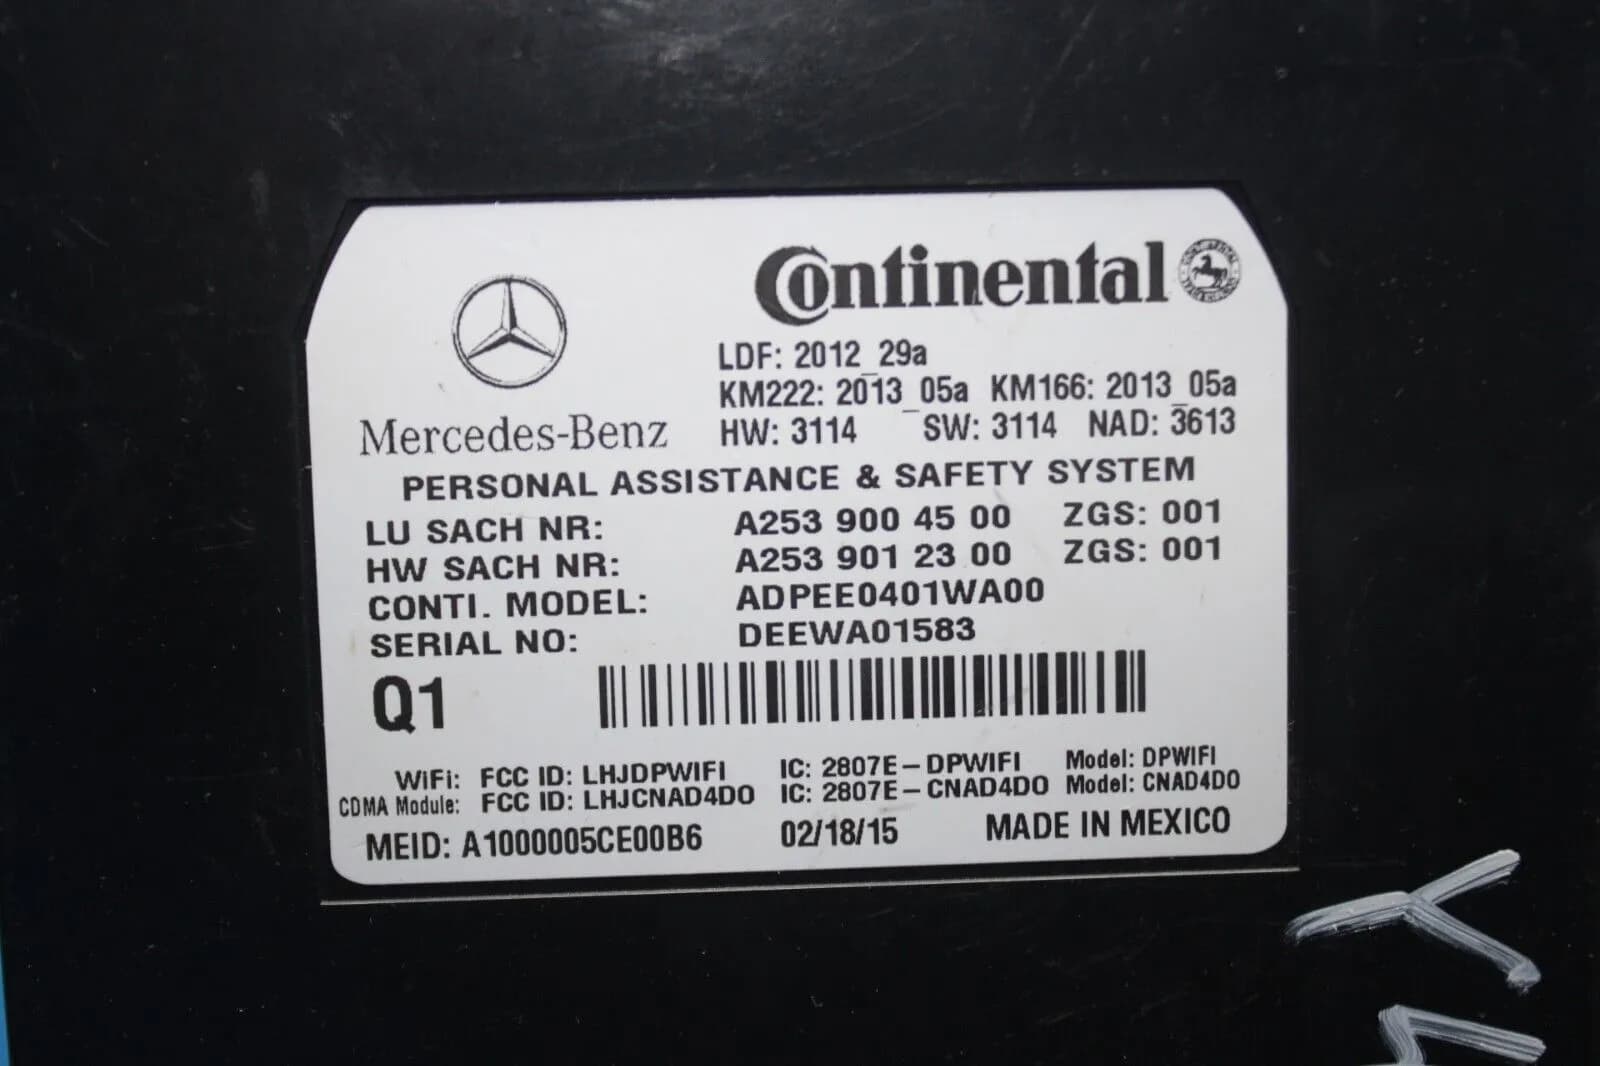 Continental
Mercedes-Benz
LDF: 2012_29a
KM222: 2013_05a KM166: 2013_05a
HW: 3114 SW: 3114 NAD: 3613
PERSONAL ASSISTANCE & SAFETY SYSTEM
LU SACH NR: A253 900 45 00 ZGS: 001
HW SACH NR: A253 901 23 00 ZGS: 001
CONTI. MODEL: ADPEE0401WA00
SERIAL NO: DEEWA01583
Q1
WiFi: FCC ID: LHJDPWIFI IC: 2807E-DPWIFI Model: DPWIFI
CDMA Module: FCC ID: LHJCNAD4DO IC: 2807E-CNAD4DO Model: CNAD4DO
MEID: A1000005CE00B6 02/18/15 MADE IN MEXICO